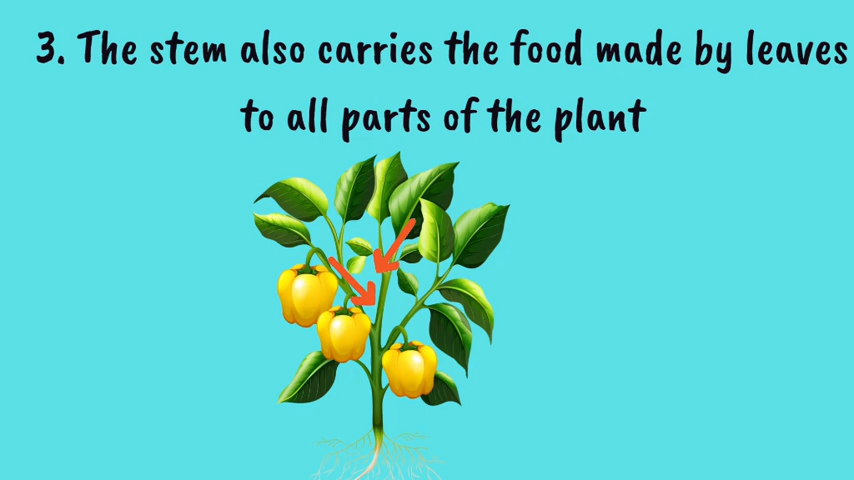 3. The stem also carries the food made by leaves
to all parts of the plant